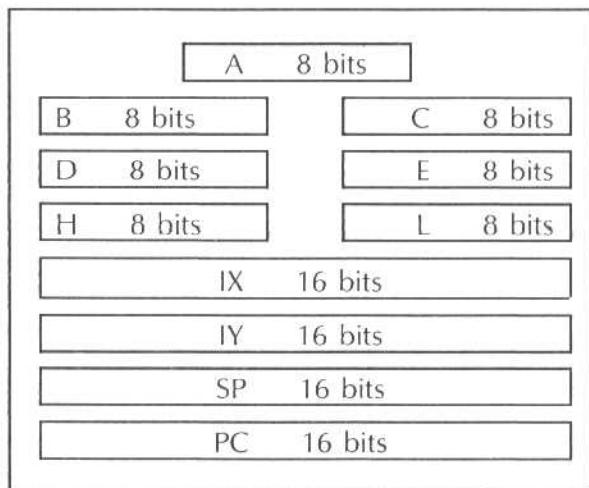 A 8 bits
B 8 bits C 8 bits
D 8 bits E 8 bits
H 8 bits L 8 bits
IX 16 bits
IY 16 bits
SP 16 bits
PC 16 bits